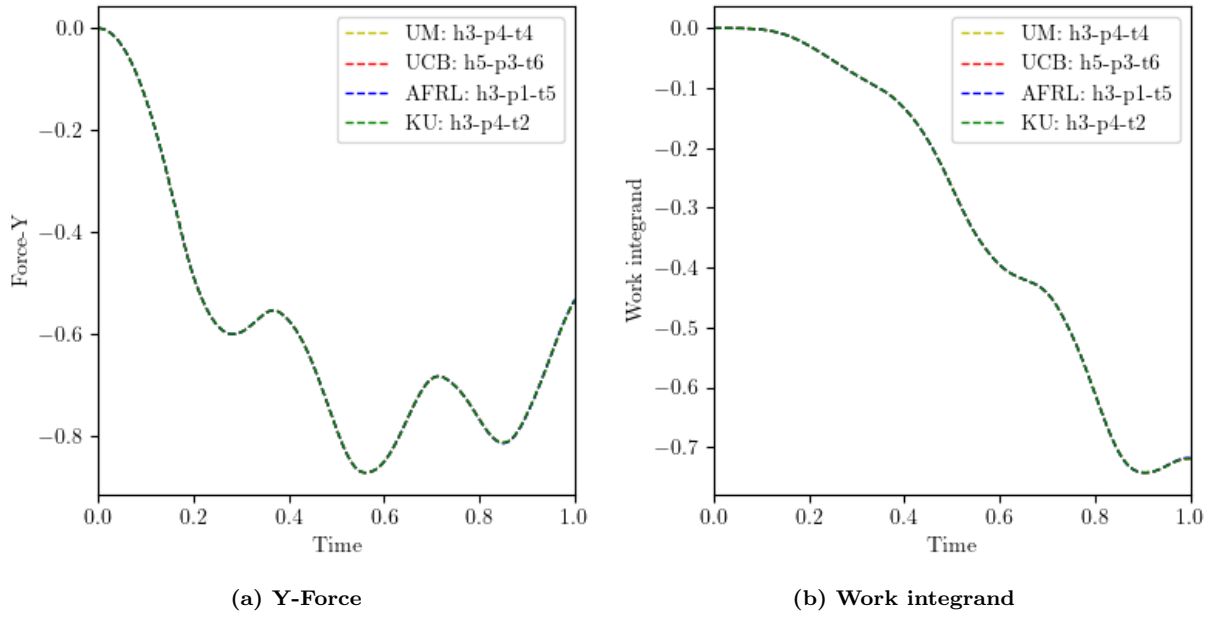 0.0
−0.2
−0.4
−0.6
−0.8
Force-Y
0.0
0.2
0.4
0.6
0.8
1.0
Time
UM: h3-p4-t4
UCB: h5-p3-t6
AFRL: h3-p1-t5
KU: h3-p4-t2
(a) Y-Force
0.0
−0.1
−0.2
−0.3
−0.4
−0.5
−0.6
−0.7
Work integrand
0.0
0.2
0.4
0.6
0.8
1.0
Time
UM: h3-p4-t4
UCB: h5-p3-t6
AFRL: h3-p1-t5
KU: h3-p4-t2
(b) Work integrand